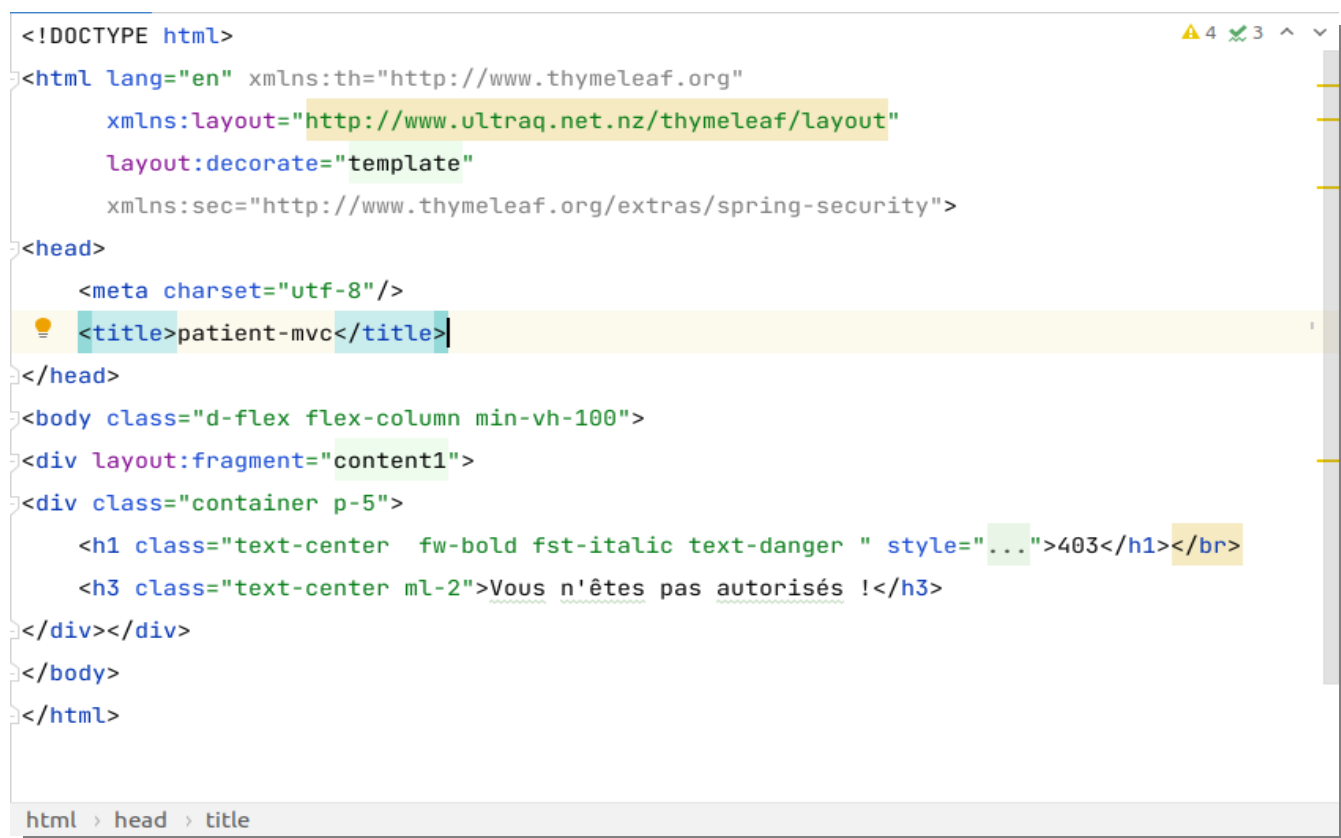 <!DOCTYPE html>
4 3
<html lang="en" xmlns:th="http://www.thymeleaf.org"
xmlns:layout="http://www.ultraq.net.nz/thymeleaf/layout"
layout:decorate="template"
xmlns:sec="http://www.thymeleaf.org/extras/spring-security">
<head>
<meta charset="utf-8"/>
<title>patient-mvc</title>
</head>
<body class="d-flex flex-column min-vh-100">
<div layout:fragment="content1">
<div class="container p-5">
<h1 class="text-center  fw-bold fst-italic text-danger " style="...">403</h1></br>
<h3 class="text-center ml-2">Vous n'êtes pas autorisés !</h3>
</div></div>
</body>
</html>
html › head › title